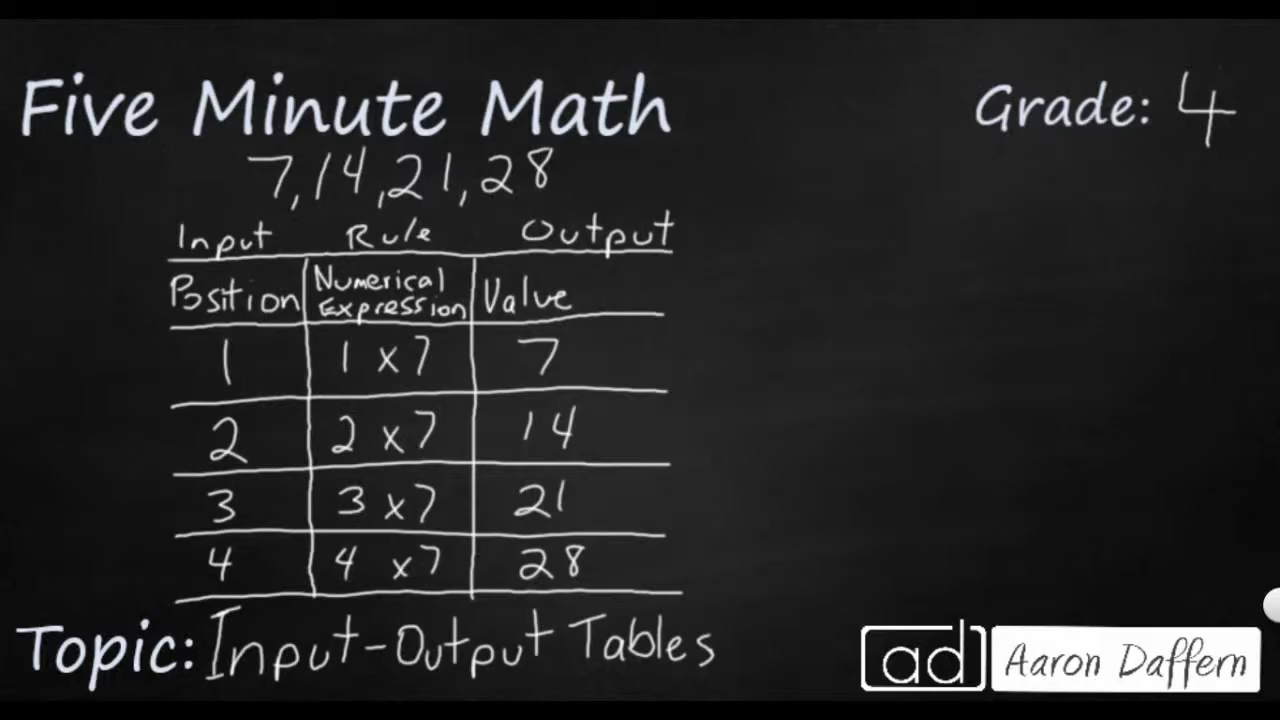 Five Minute Math
Grade: 4
7, 14, 21, 28
Input Rule Output
Position Numerical Expression Value
1 1 x 7 7
2 2 x 7 14
3 3 x 7 21
4 4 x 7 28
Topic: Input-Output Tables
ad Aaron Daffern